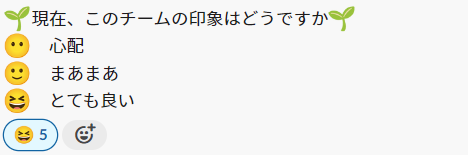 🌱現在、このチームの印象はどうですか🌱
😶 心配
🙂 まあまあ
😆 とても良い
😆 5